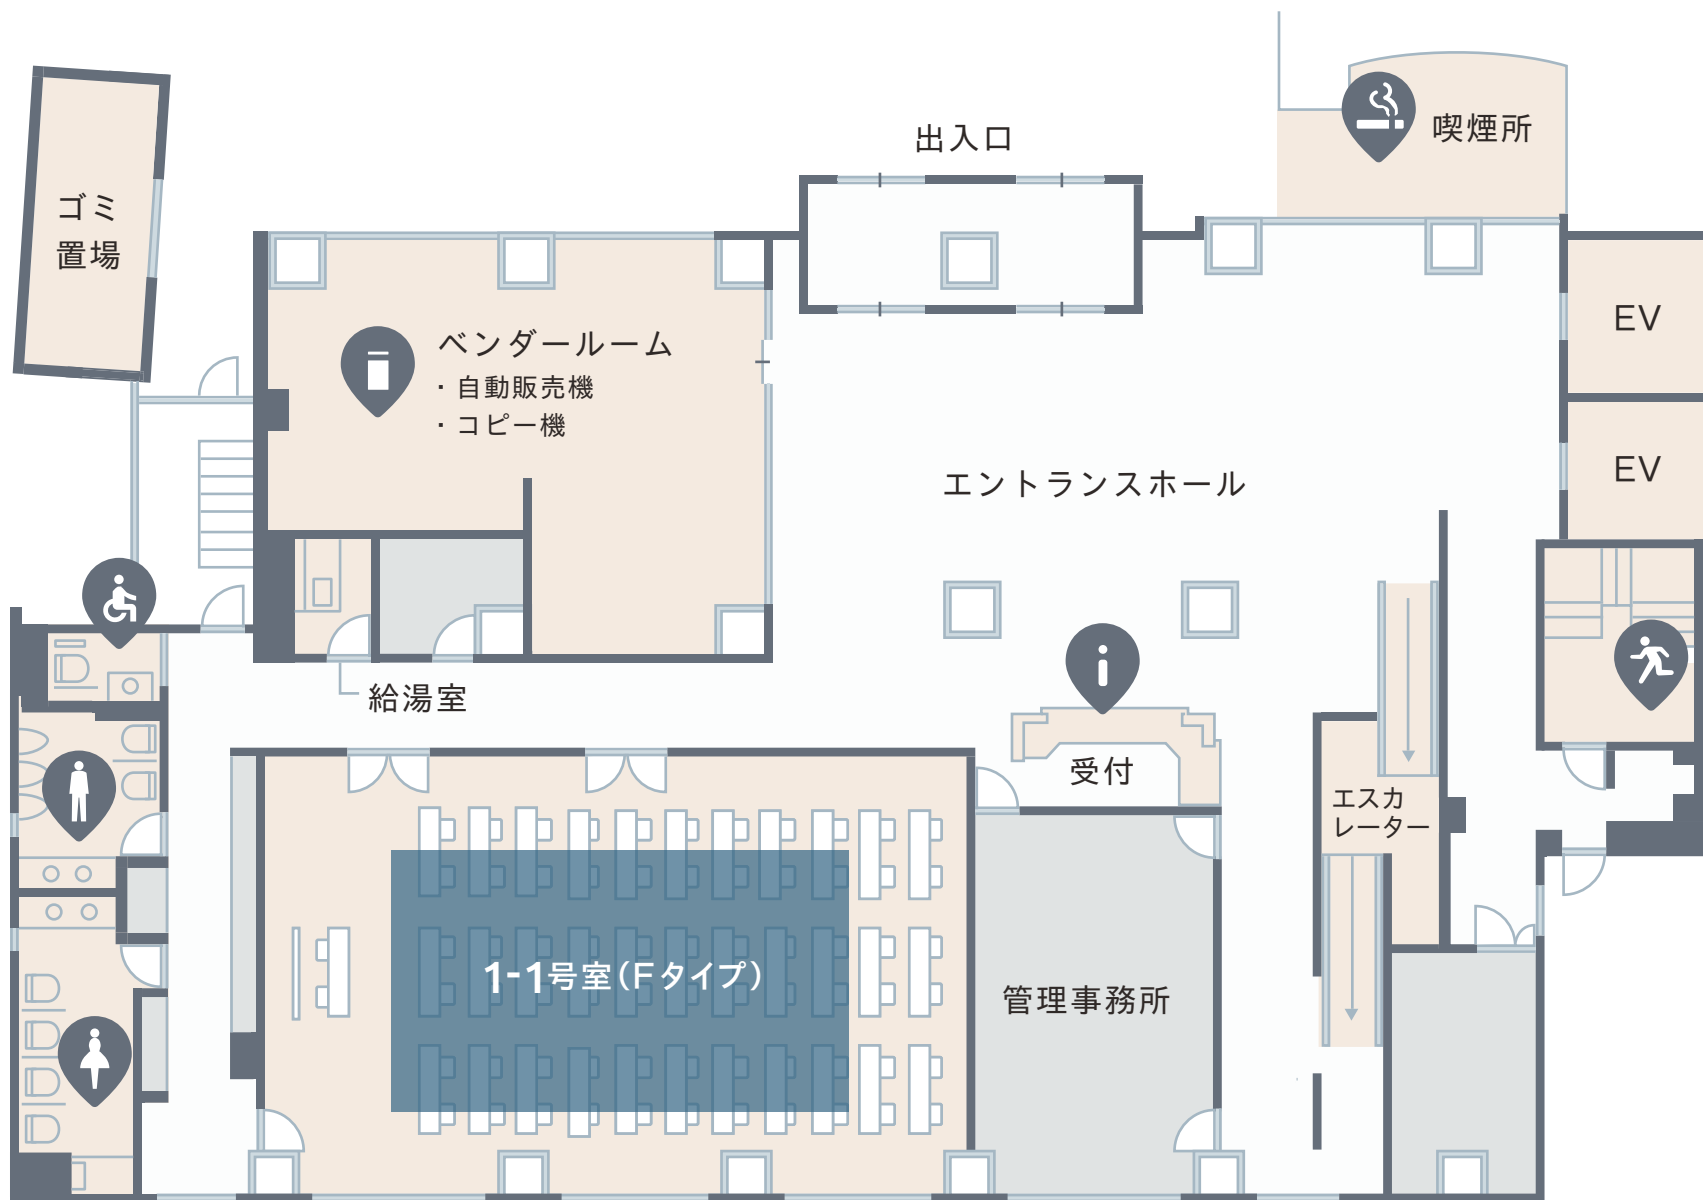 出入口
喫煙所
ゴミ
置場
EV
ベンダールーム
・自動販売機
・コピー機
EV
エントランスホール
給湯室
受付
エスカ
レーター
1-1号室(Fタイプ)
管理事務所